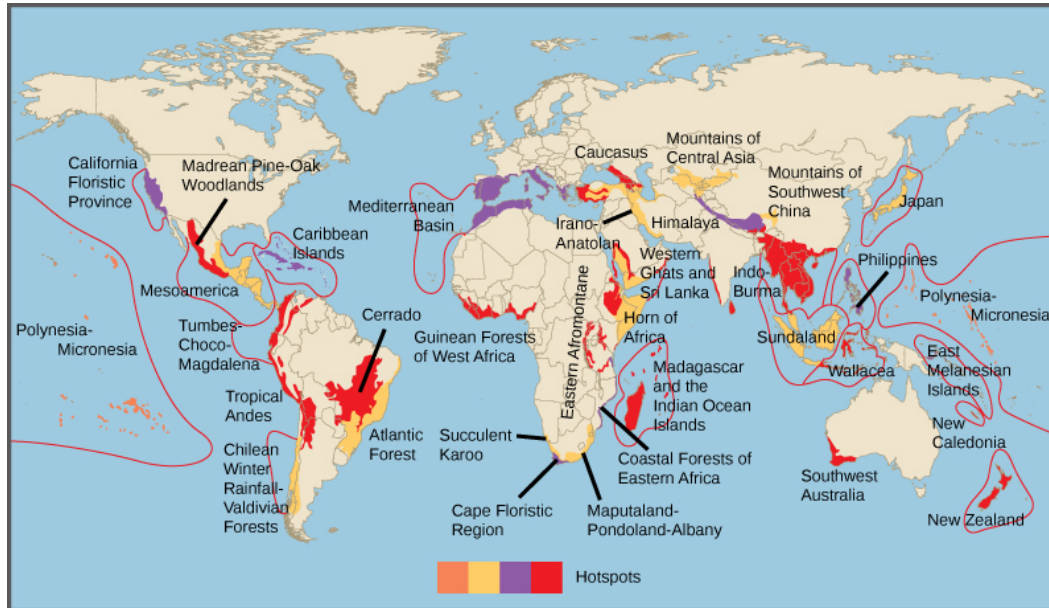 California
Floristic
Province
Madrean Pine-Oak
Woodlands
Caribbean
Islands
Mesoamerica
Polynesia-
Micronesia
Tumbes-
Choco-
Magdalena
Cerrado
Tropical
Andes
Atlantic
Forest
Chilean
Winter
Rainfall-
Valdivian
Forests
Mediterranean
Basin
Caucasus
Mountains of
Central Asia
Mountains of
Southwest
China
Japan
Irano-
Anatolian
Himalaya
Western
Ghats and
Sri Lanka
Indo-
Burma
Philippines
Polynesia-
Micronesia
Guinean Forests
of West Africa
Eastern Afromontane
Horn of
Africa
Sundaland
Wallacea
East
Melanesian
Islands
Madagascar
and the
Indian Ocean
Islands
New
Caledonia
Succulent
Karoo
Coastal Forests of
Eastern Africa
Southwest
Australia
Cape Floristic
Region
Maputaland-
Pondoland-Albany
New Zealand
Hotspots